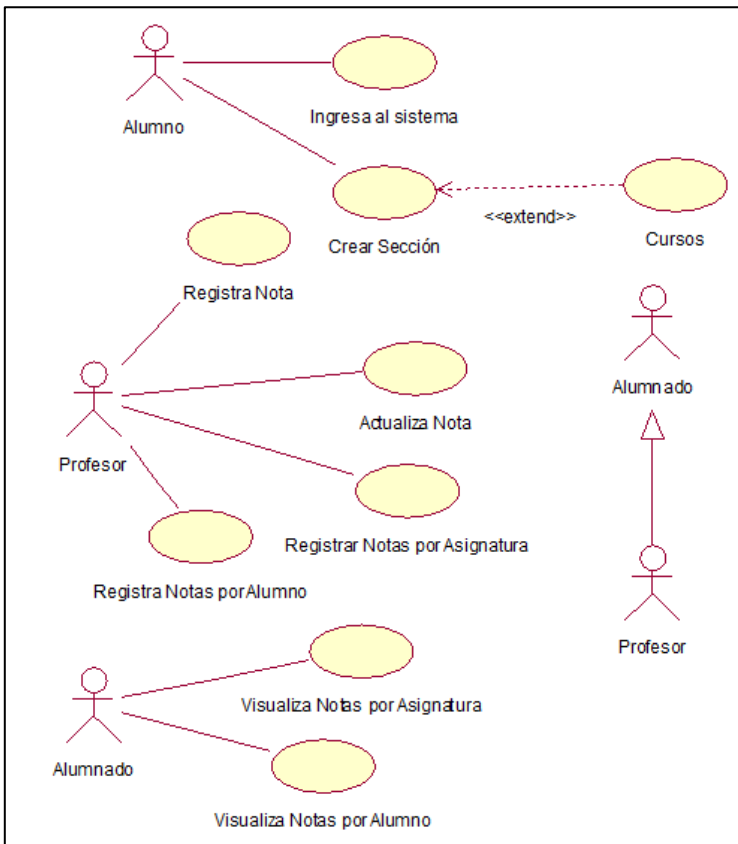 Alumno
Ingresa al sistema
Crear Sección
<<extend>>
Cursos
Registra Nota
Alumnado
Actualiza Nota
Profesor
Registrar Notas por Asignatura
Registra Notas por Alumno
Profesor
Visualiza Notas por Asignatura
Alumnado
Visualiza Notas por Alumno